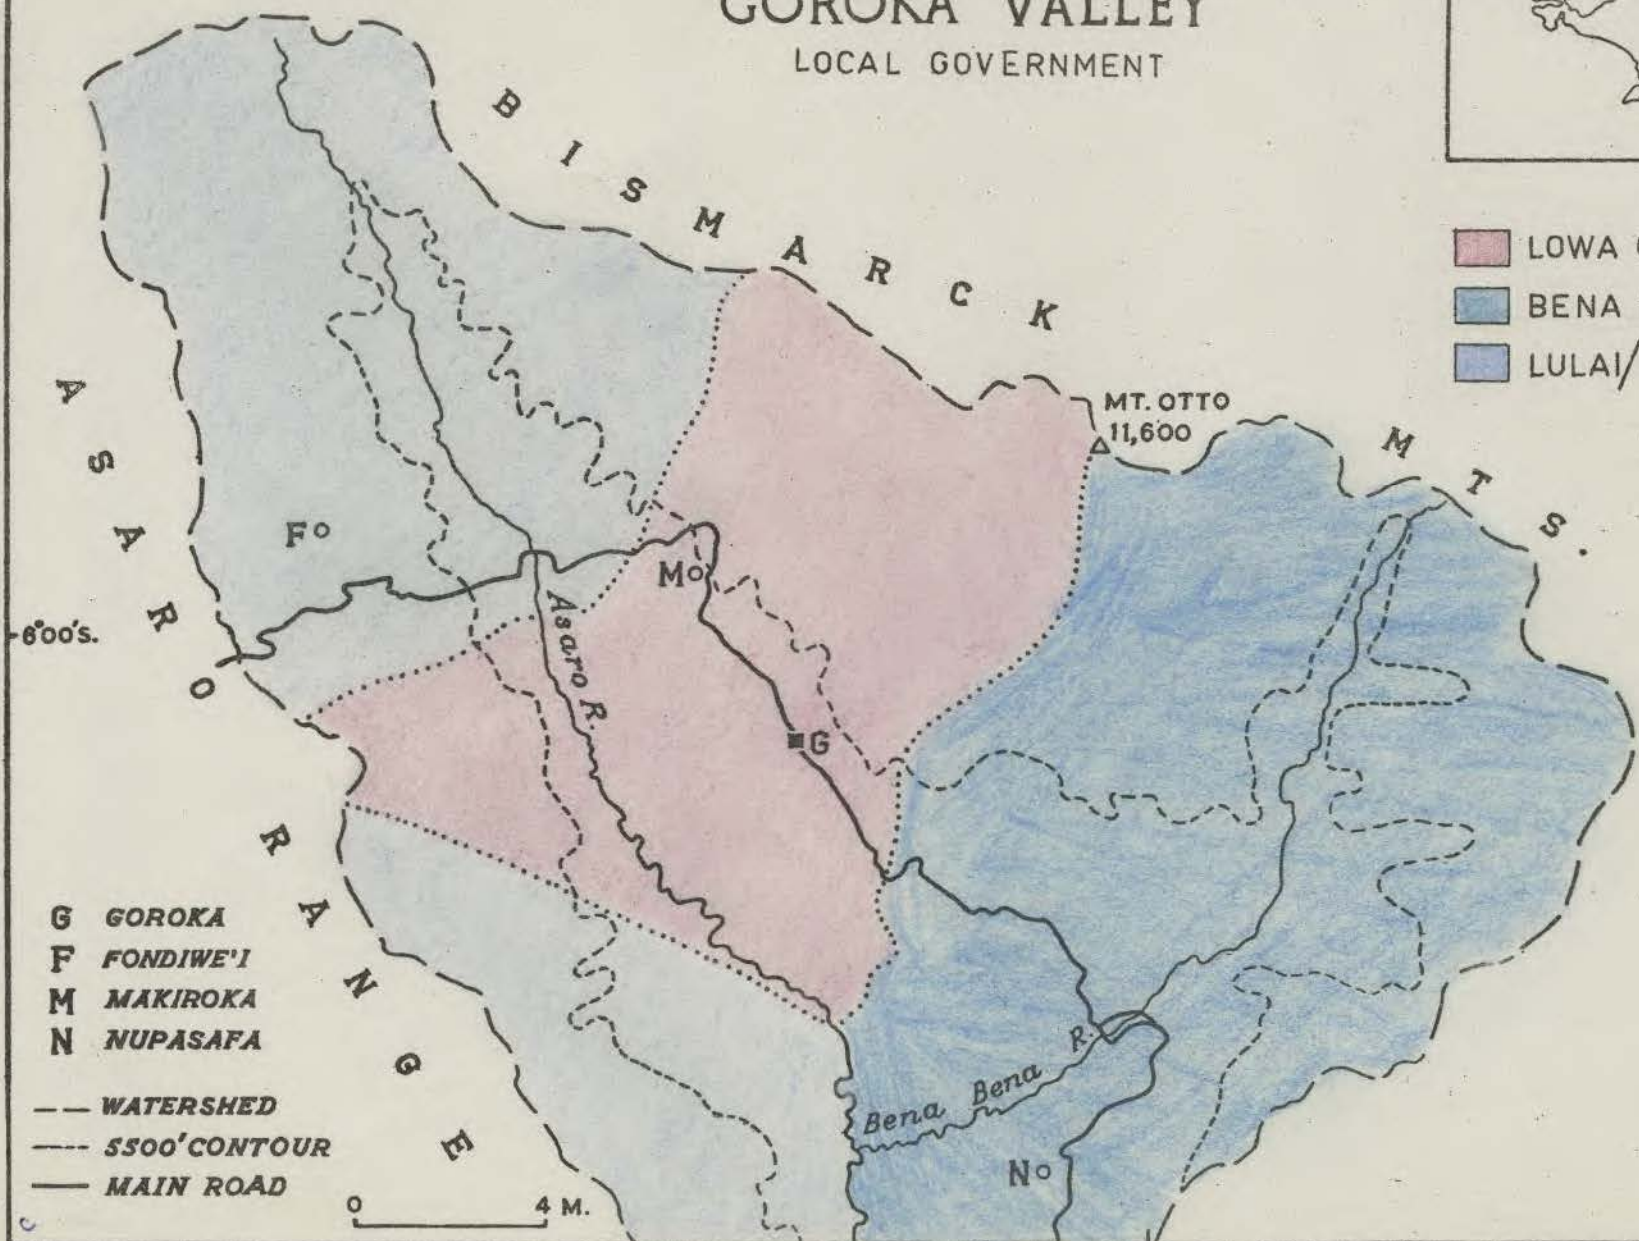 GOROKA VALLEY
LOCAL GOVERNMENT
BISMARCK MTS.
LOWA
BENA
LULAI/
MT. OTTO
11,600
ASARO RANGE
6°00's.
F
M
G
N
Asaro R.
Bena Bena R.
G GOROKA
F FONDIWE'I
M MAKIROKA
N NUPASAFA
WATERSHED
5500' CONTOUR
MAIN ROAD
0 4 M.